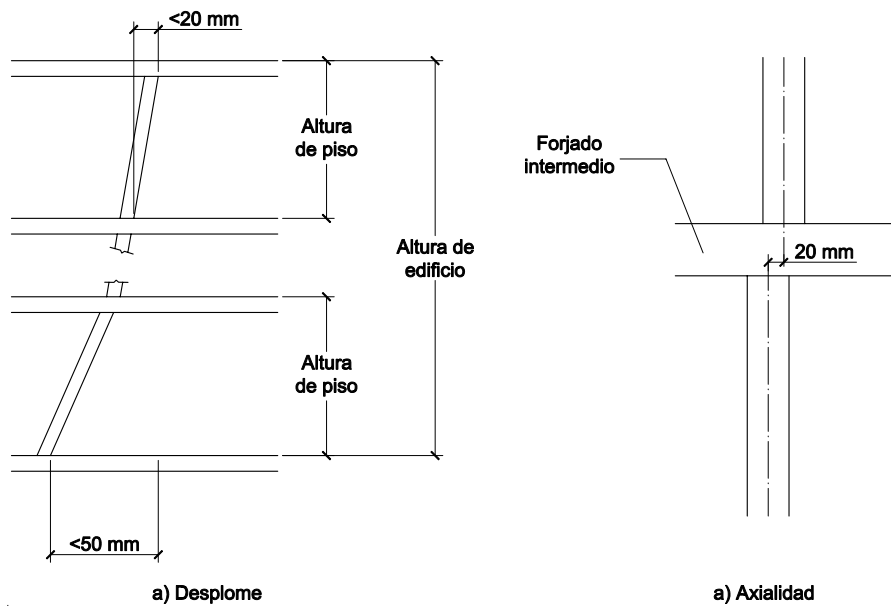 <20 mm
Altura
de piso
Altura de
edificio
Altura
de piso
<50 mm
a) Desplome
Forjado
intermedio
20 mm
a) Axialidad